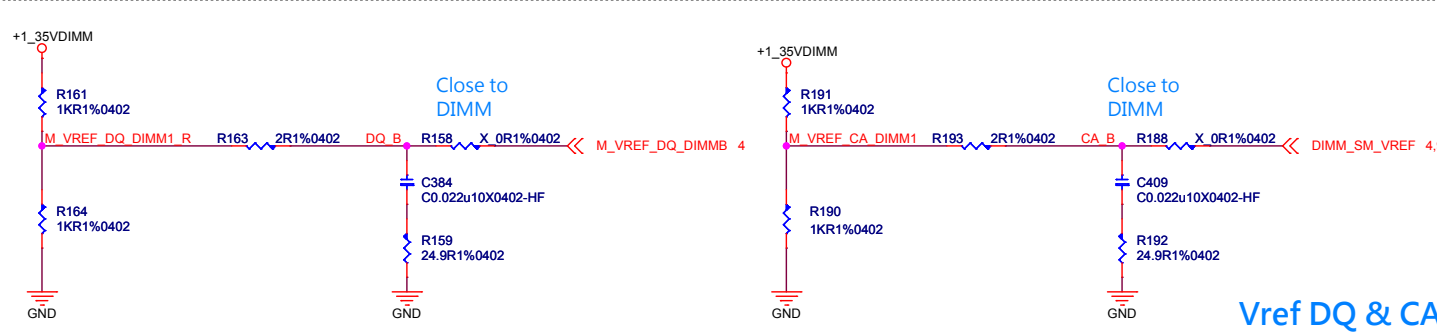 +1_35VDIMM
R161
1KR1%0402
M_VREF_DQ_DIMM1_R
R163
2R1%0402
DQ_B
Close to
DIMM
R158
X_0R1%0402
M_VREF_DQ_DIMMB 4
R164
1KR1%0402
C384
C0.022u10X0402-HF
R159
24.9R1%0402
GND
GND
+1_35VDIMM
R191
1KR1%0402
M_VREF_CA_DIMM1
R193
2R1%0402
CA_B
Close to
DIMM
R188
X_0R1%0402
DIMM_SM_VREF 4,
R190
1KR1%0402
C409
C0.022u10X0402-HF
R192
24.9R1%0402
GND
GND
Vref DQ & CA